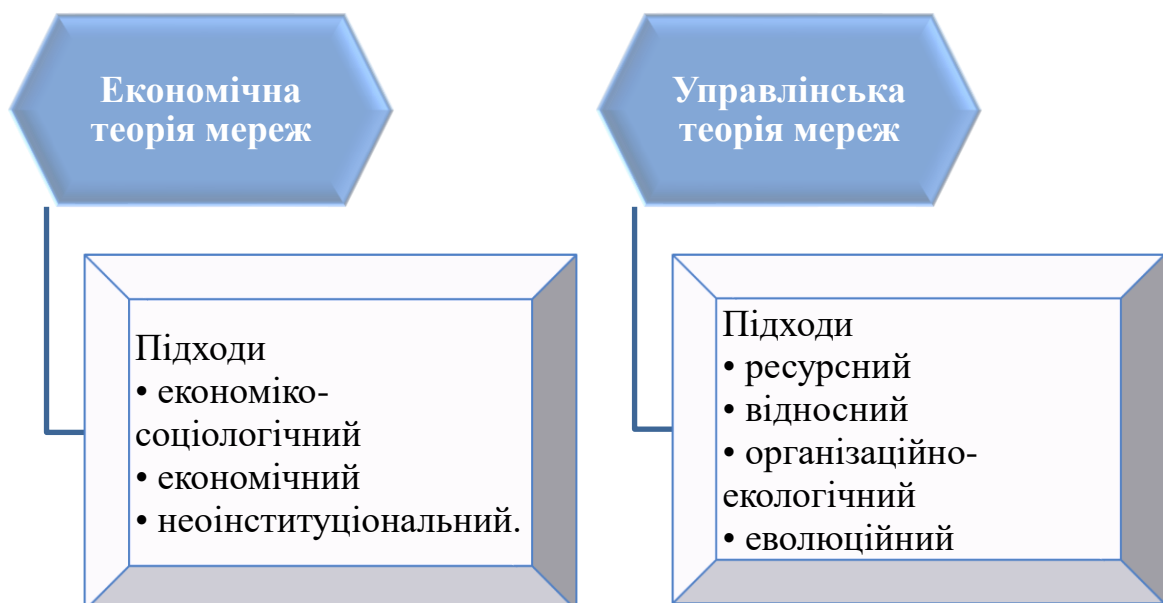 Економічна
теорія мереж
Підходи
• економіко-
соціологічний
• економічний
• неоінституціональний.
Управлінська
теорія мереж
Підходи
• ресурсний
• відносний
• організаційно-
екологічний
• еволюційний